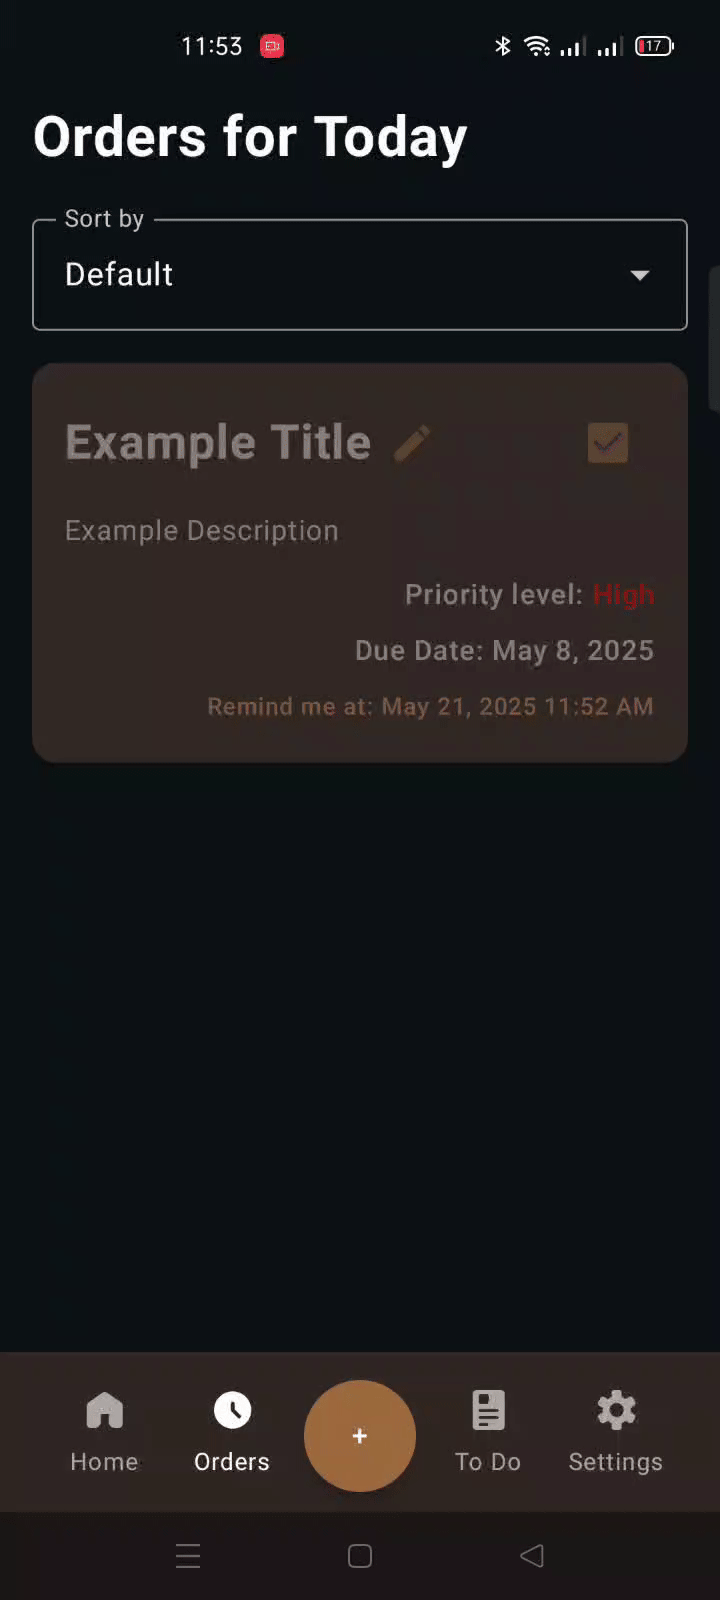 11:53
17
Orders for Today
Sort by
Default
Example Title
Example Description
Priority level: High
Due Date: May 8, 2025
Remind me at: May 21, 2025 11:52 AM
+
Home
Orders
To Do
Settings